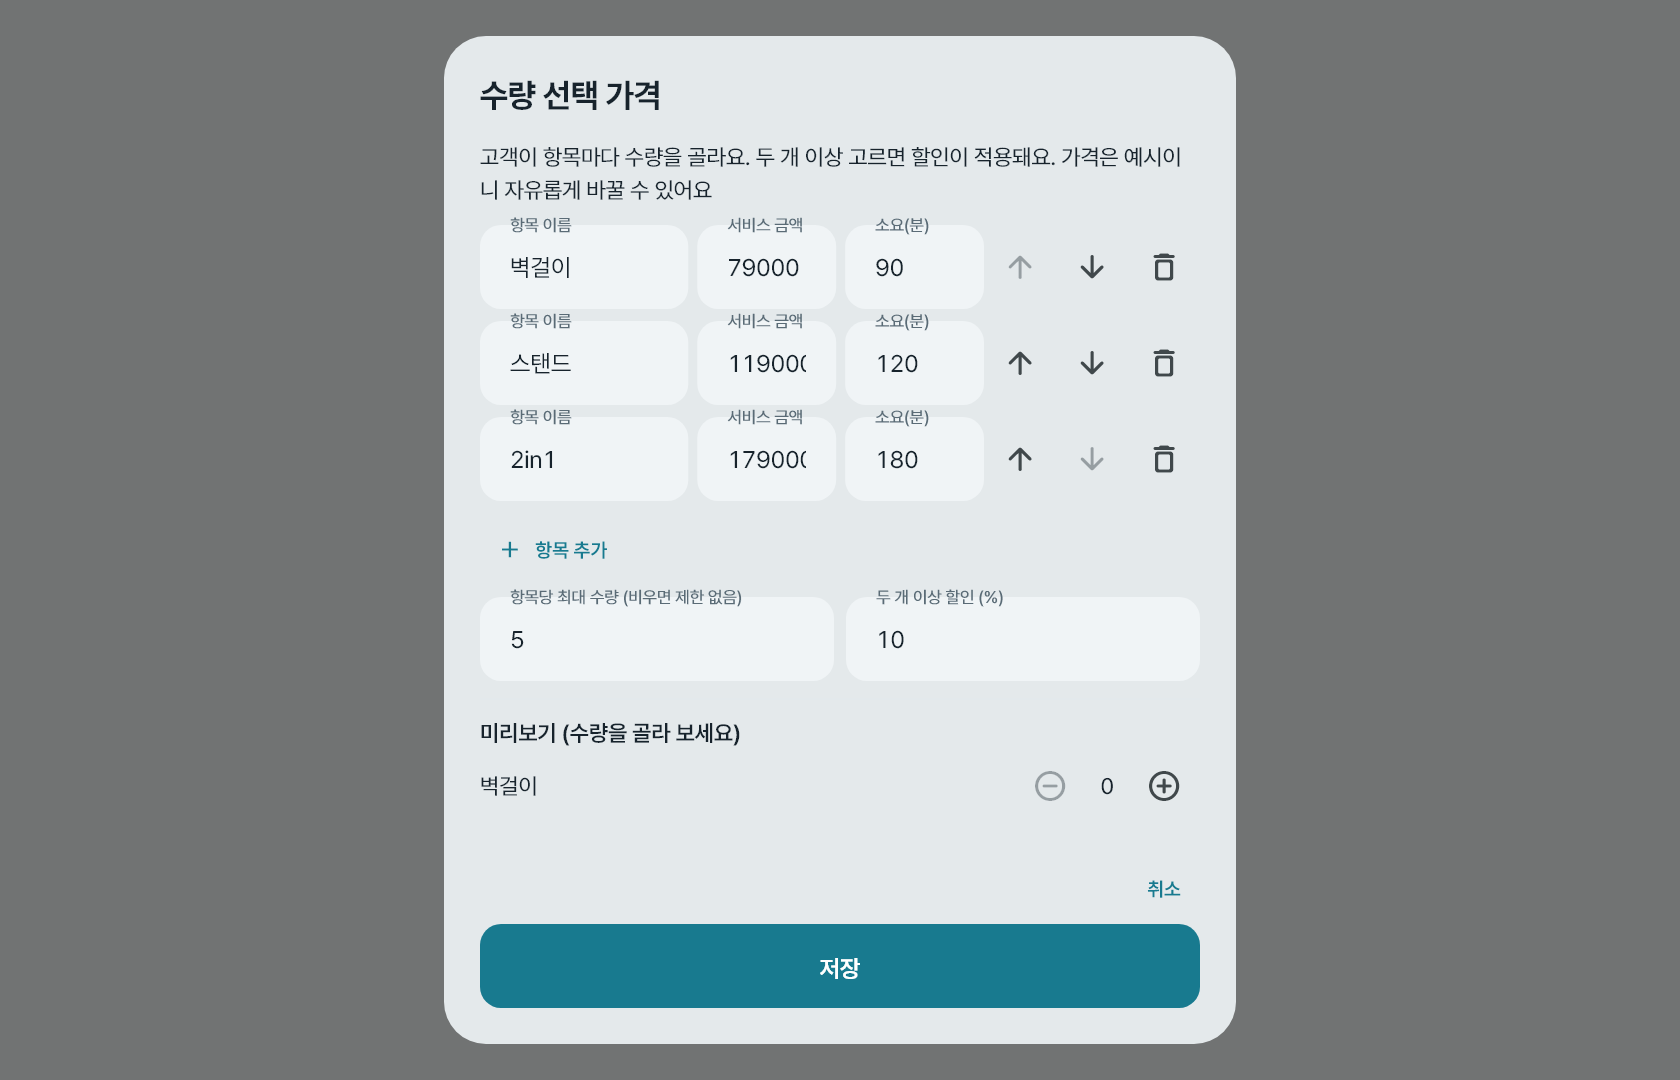 수량 선택 가격
고객이 항목마다 수량을 골라요. 두 개 이상 고르면 할인이 적용돼요. 가격은 예시이
니 자유롭게 바꿀 수 있어요
항목 이름 서비스 금액 소요(분)
벽걸이 79000 90
항목 이름 서비스 금액 소요(분)
스탠드 119000 120
항목 이름 서비스 금액 소요(분)
2in1 179000 180
+ 항목 추가
항목당 최대 수량 (비우면 제한 없음) 두 개 이상 할인 (%)
5 10
미리보기 (수량을 골라 보세요)
벽걸이 0
취소
저장